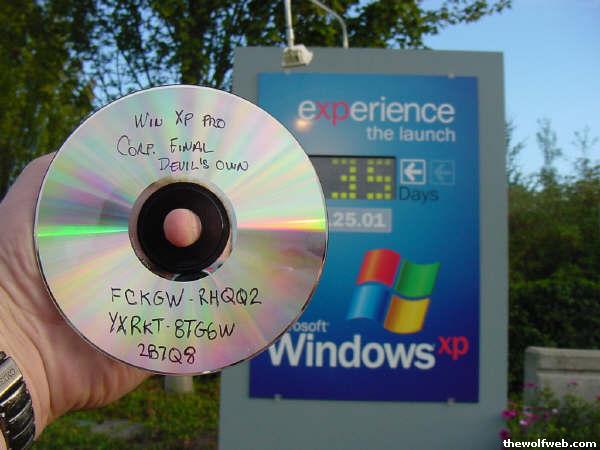 WIN XP PRO
CORP. FINAL
DEVIL'S OWN
FCKGW-RHQQ2
YXRKT-8TG6W
2B7Q8
experience
the launch
35
Days
.25.01
Windows xp
thewolfweb.com